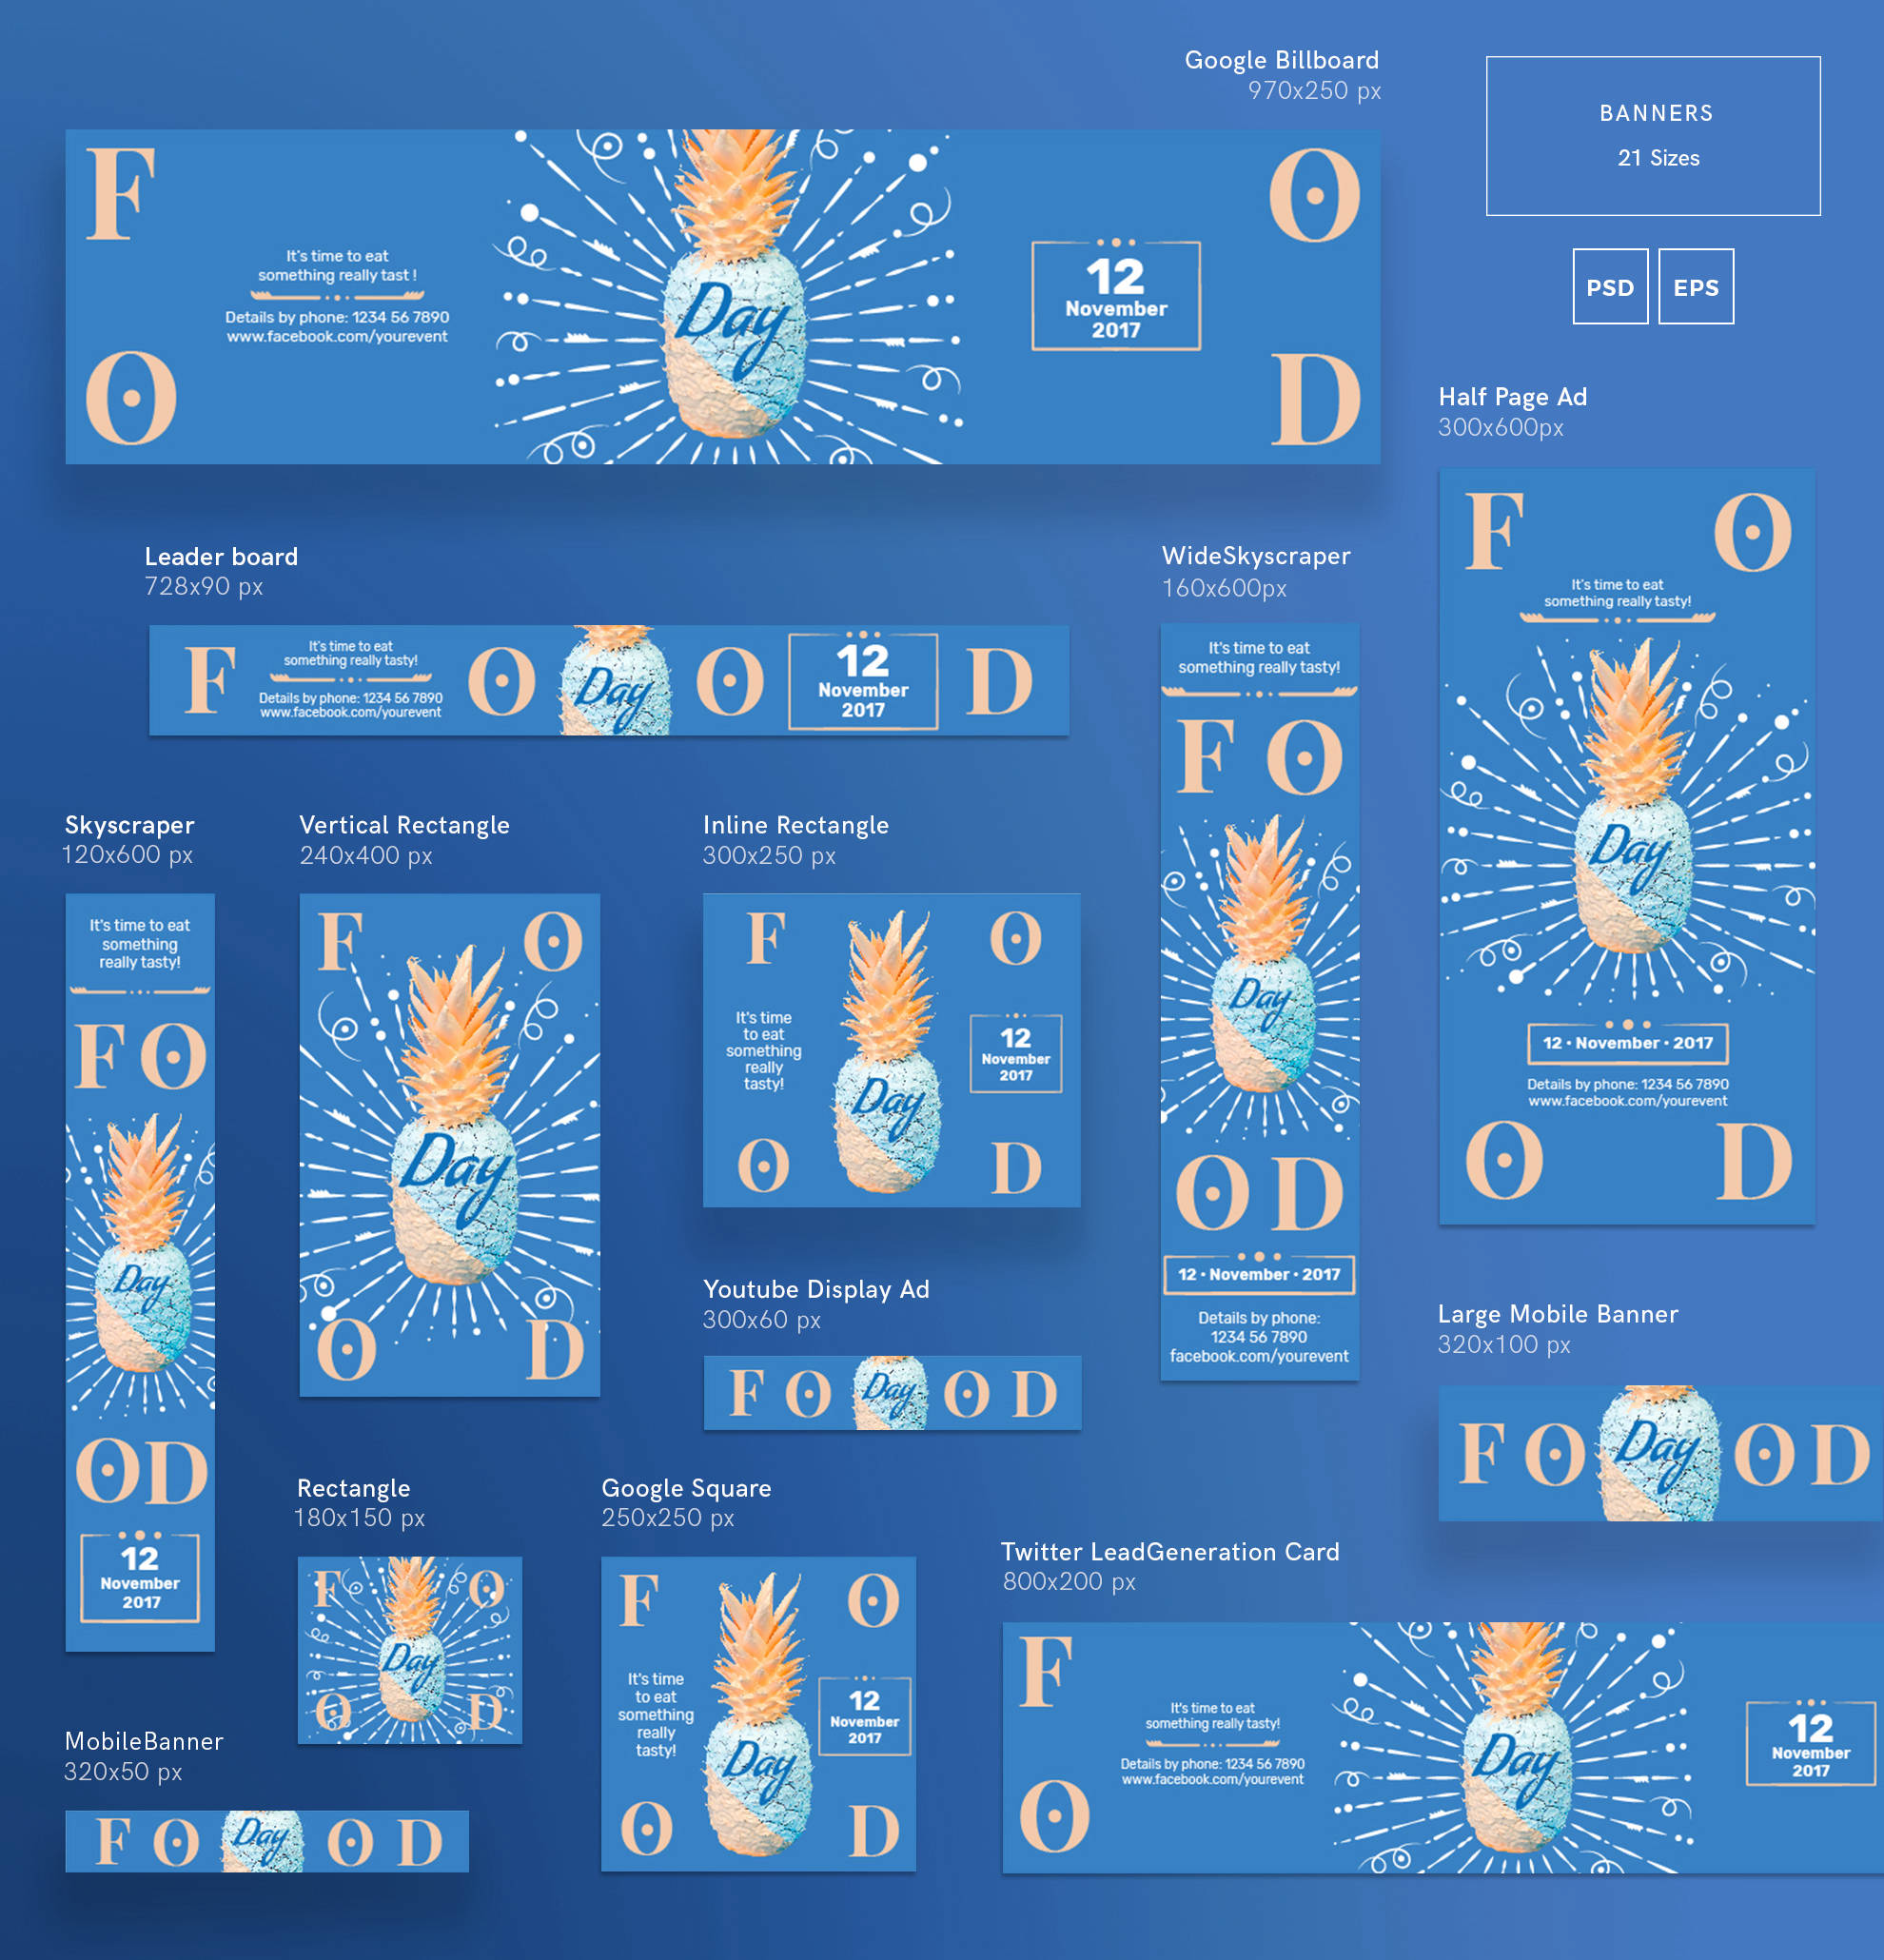 Google Billboard
970x250 px
BANNERS
21 Sizes
PSD EPS
F O
It's time to eat
something really tast !
Details by phone: 1234 56 7890
www.facebook.com/yourevent
Day
12
November
2017
O D
Half Page Ad
300x600px
F O
It's time to eat
something really tasty!
Day
12 • November • 2017
Details by phone: 1234 56 7890
www.facebook.com/yourevent
O D
Leader board
728x90 px
F
It's time to eat
something really tasty!
Details by phone: 1234 56 7890
www.facebook.com/yourevent
O Day O
12
November
2017
D
WideSkyscraper
160x600px
It's time to eat
something really tasty!
F O
Day
O D
12 • November • 2017
Details by phone:
1234 56 7890
facebook.com/yourevent
Skyscraper
120x600 px
It's time to eat
something
really tasty!
F O
Day
O D
12
November
2017
Vertical Rectangle
240x400 px
F O
Day
O D
Inline Rectangle
300x250 px
F O
It's time
to eat
something
really
tasty!
Day
12
November
2017
O D
Youtube Display Ad
300x60 px
F O Day O D
Large Mobile Banner
320x100 px
F O Day O D
Rectangle
180x150 px
F O
Day
O D
Google Square
250x250 px
F O
It's time
to eat
something
really
tasty!
Day
12
November
2017
O D
Twitter LeadGeneration Card
800x200 px
F
It's time to eat
something really tasty!
Details by phone: 1234 56 7890
www.facebook.com/yourevent
Day
12
November
2017
O
MobileBanner
320x50 px
F O Day O D